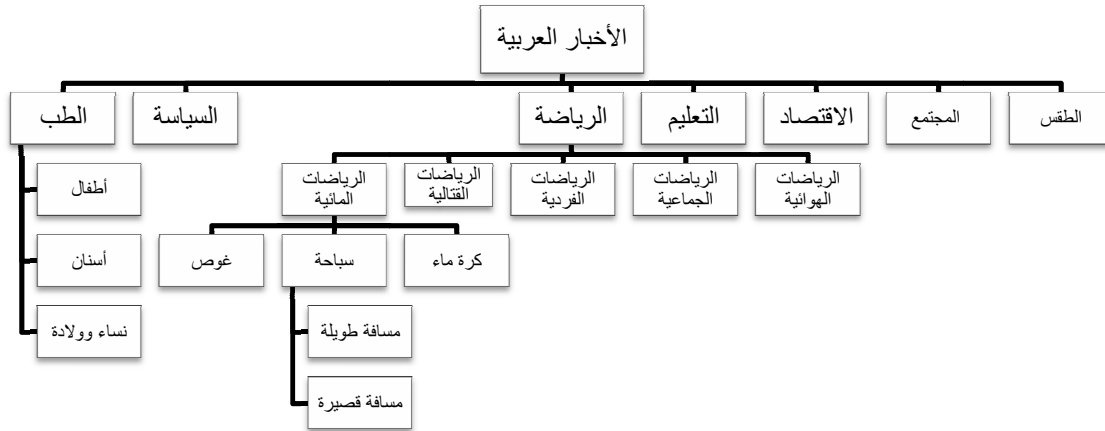 الأخبار العربية
الطقس
المجتمع
الاقتصاد
التعليم
الرياضة
السياسة
الطب
الرياضات
الهوائية
الرياضات
الجماعية
الرياضات
الفردية
الرياضات
القتالية
الرياضات
المائية
أطفال
كرة ماء
سباحة
غوص
أسنان
مسافة طويلة
نساء وولادة
مسافة قصيرة